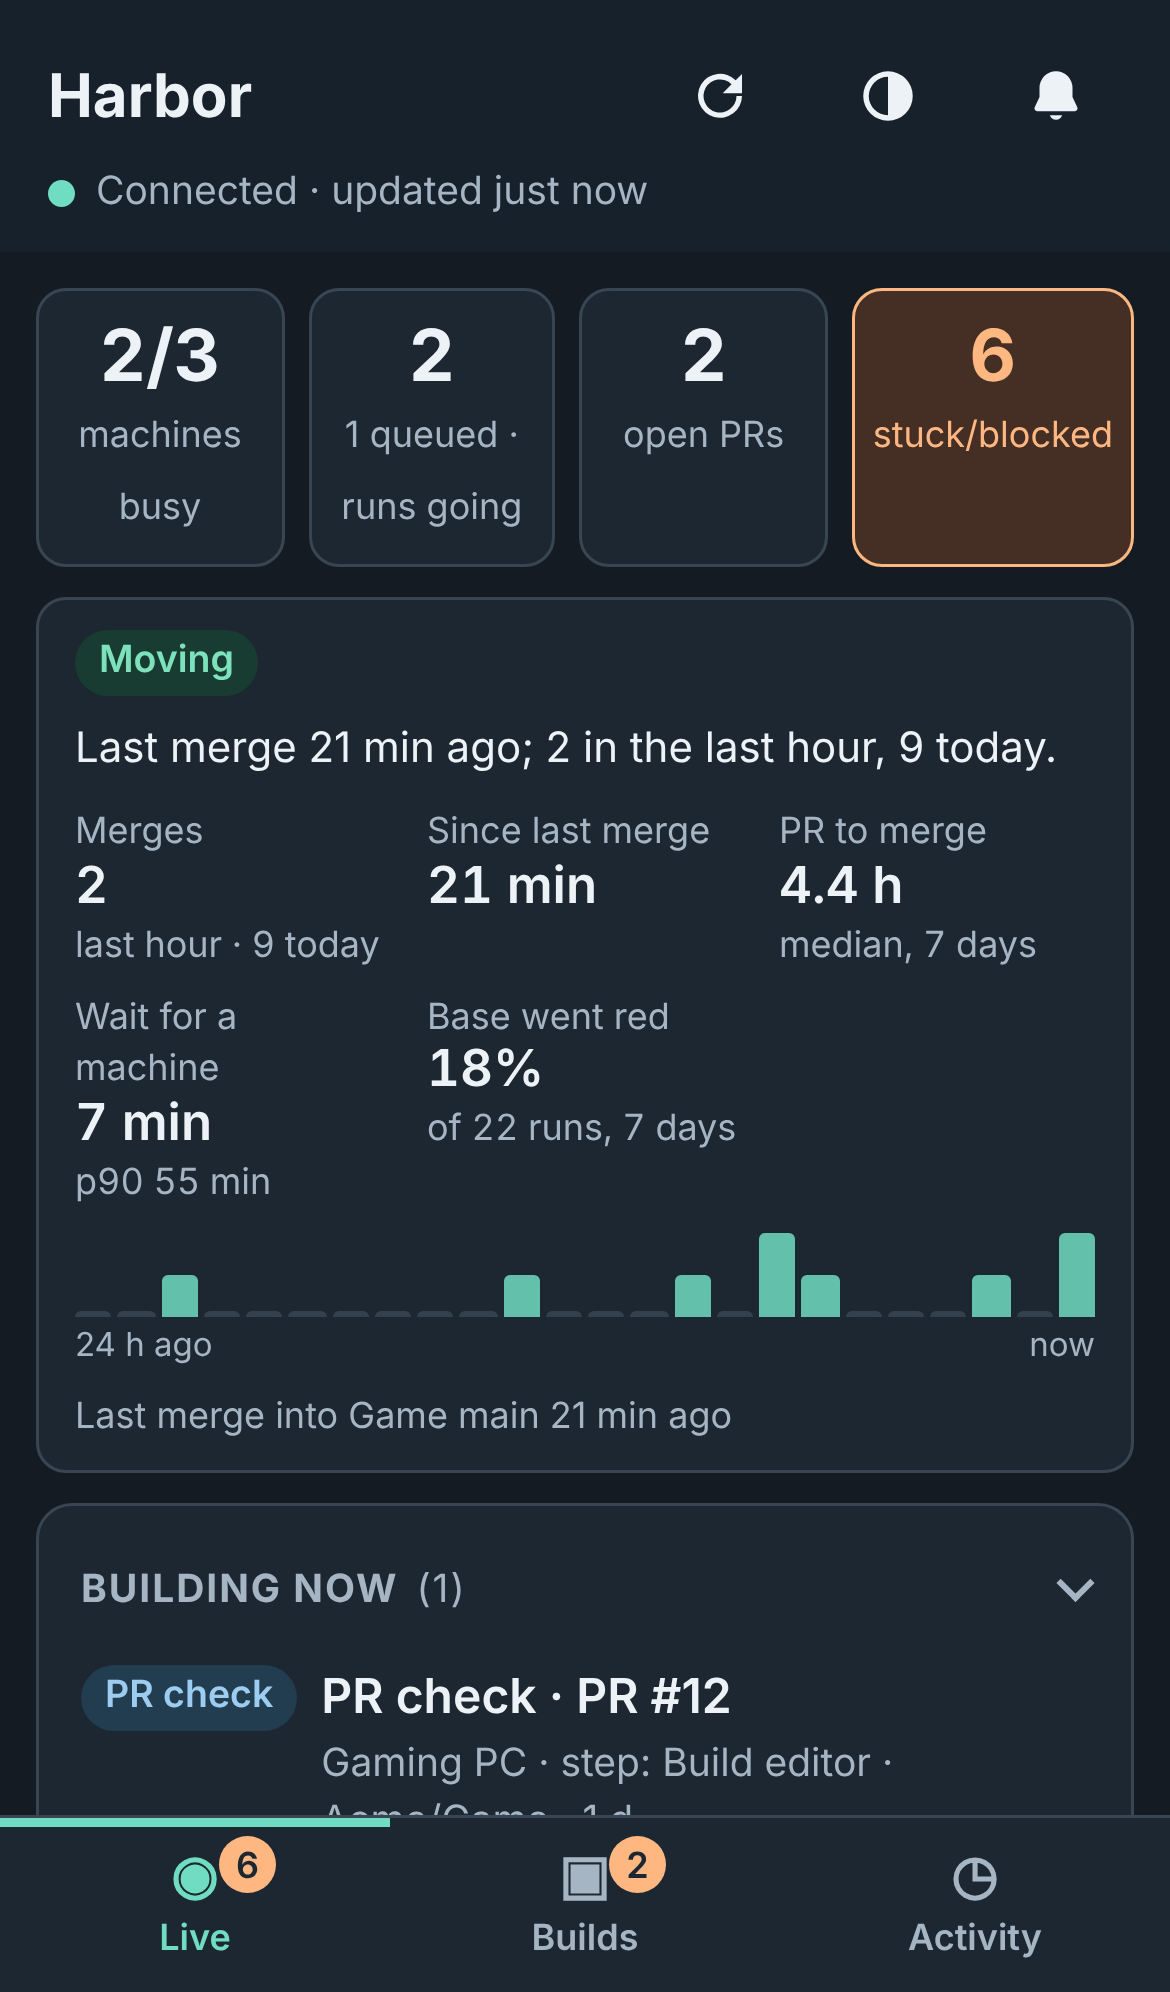 Harbor
Connected · updated just now
2/3
machines
busy
2
1 queued ·
runs going
2
open PRs
6
stuck/blocked
Moving
Last merge 21 min ago; 2 in the last hour, 9 today.
Merges
2
last hour · 9 today
Since last merge
21 min
PR to merge
4.4 h
median, 7 days
Wait for a
machine
7 min
p90 55 min
Base went red
18%
of 22 runs, 7 days
24 h ago
now
Last merge into Game main 21 min ago
BUILDING NOW (1)
PR check
PR check · PR #12
Gaming PC · step: Build editor ·
6
Live
2
Builds
Activity